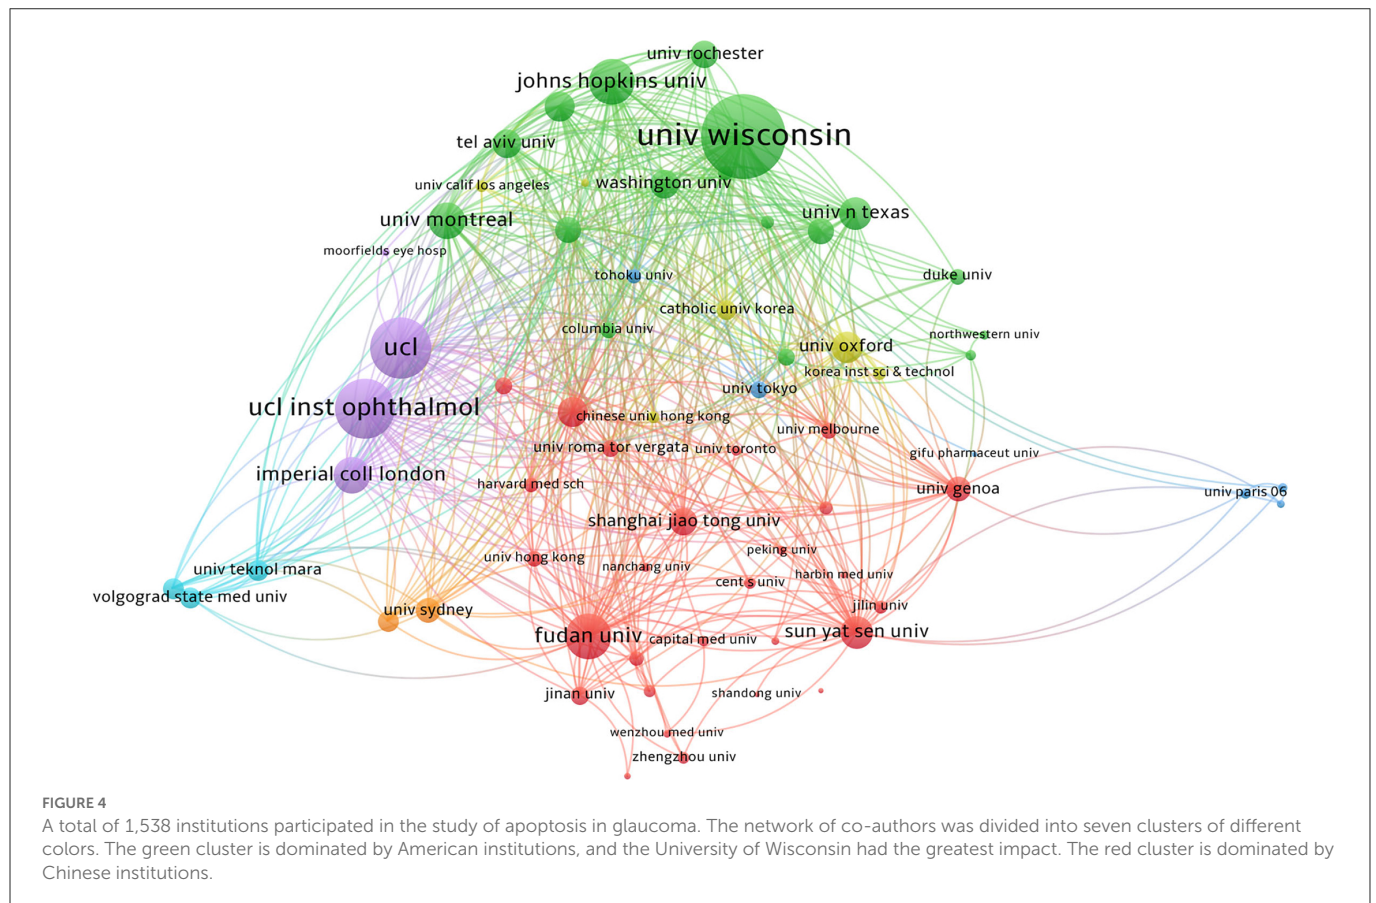 univ rochester
johns hopkins univ
univ wisconsin
tel aviv univ
univ calif los angeles
washington univ
univ montreal
univ n texas
moorfields eye hosp
tohoku univ
duke univ
catholic univ korea
columbia univ
northwestern univ
ucl
univ oxford
korea inst sci & technol
univ tokyo
ucl inst ophthalmol
chinese univ hong kong
univ melbourne
univ roma tor vergata
univ toronto
gifu pharmaceut univ
imperial coll london
harvard med sch
univ genoa
univ paris 06
shanghai jiao tong univ
peking univ
univ hong kong
nanchang univ
univ teknol mara
cent s univ
harbin med univ
volgograd state med univ
univ sydney
jilin univ
fudan univ
capital med univ
sun yat sen univ
jinan univ
shandong univ
wenzhou med univ
zhengzhou univ
FIGURE 4
A total of 1,538 institutions participated in the study of apoptosis in glaucoma. The network of co-authors was divided into seven clusters of different
colors. The green cluster is dominated by American institutions, and the University of Wisconsin had the greatest impact. The red cluster is dominated by
Chinese institutions.